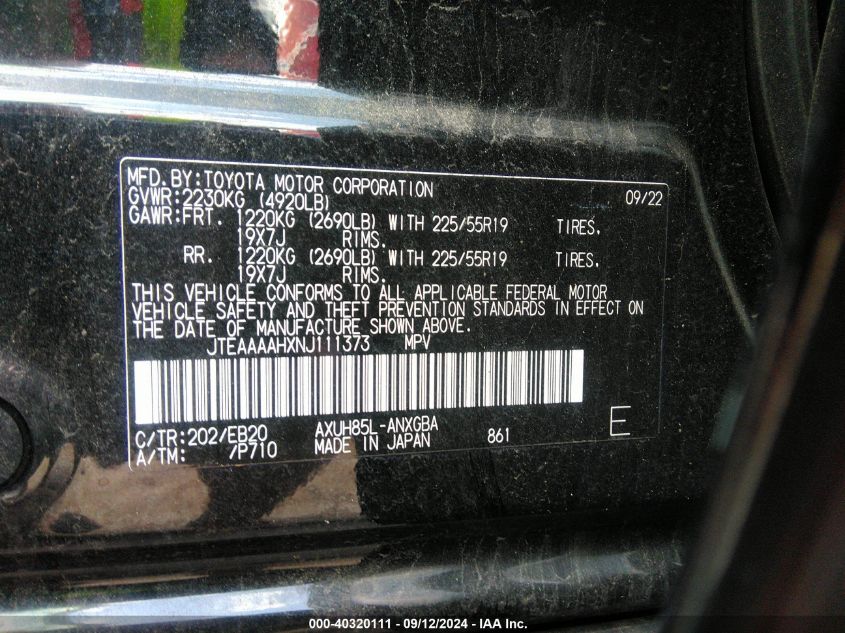 MFD.BY:TOYOTA MOTOR CORPORATION 09/22
GVWR:2230KG (4920LB)
GAWR:FRT. 1220KG (2690LB) WITH 225/55R19 TIRES.
19X7J RIMS.
RR. 1220KG (2690LB) WITH 225/55R19 TIRES.
19X7J RIMS.
THIS VEHICLE CONFORMS TO ALL APPLICABLE FEDERAL MOTOR
VEHICLE SAFETY AND THEFT PREVENTION STANDARDS IN EFFECT ON
THE DATE OF MANUFACTURE SHOWN ABOVE.
JTEAAAAHXNJ111373 MPV
C/TR:202/EB20 AXUH85L-ANXGBA 861 E
A/TM: /P710 MADE IN JAPAN
000-40320111 - 09/12/2024 - IAA Inc.